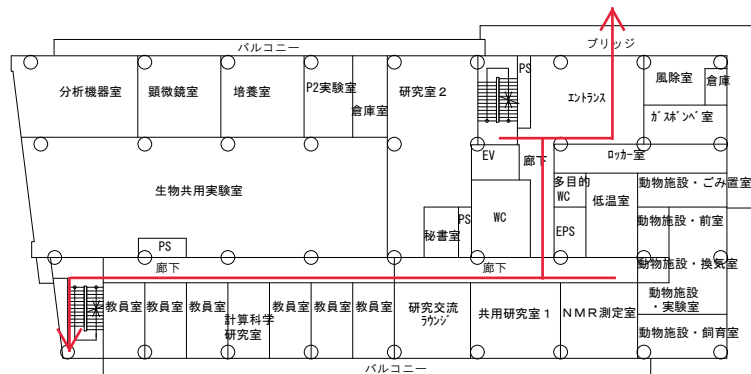 バルコニー
ブリッジ
分析機器室
顕微鏡室
培養室
P2実験室
倉庫室
研究室2
PS
エントランス
風除室
倉庫
ガスボンベ室
生物共用実験室
EV
廊下
ロッカー室
多目的
WC
低温室
動物施設・ごみ置室
PS
秘書室
PS
WC
EPS
動物施設・前室
廊下
廊下
動物施設・換気室
教員室
教員室
教員室
計算科学
研究室
教員室
教員室
教員室
研究交流
ラウンジ
共用研究室1
NMR測定室
動物施設
・実験室
動物施設・飼育室
バルコニー